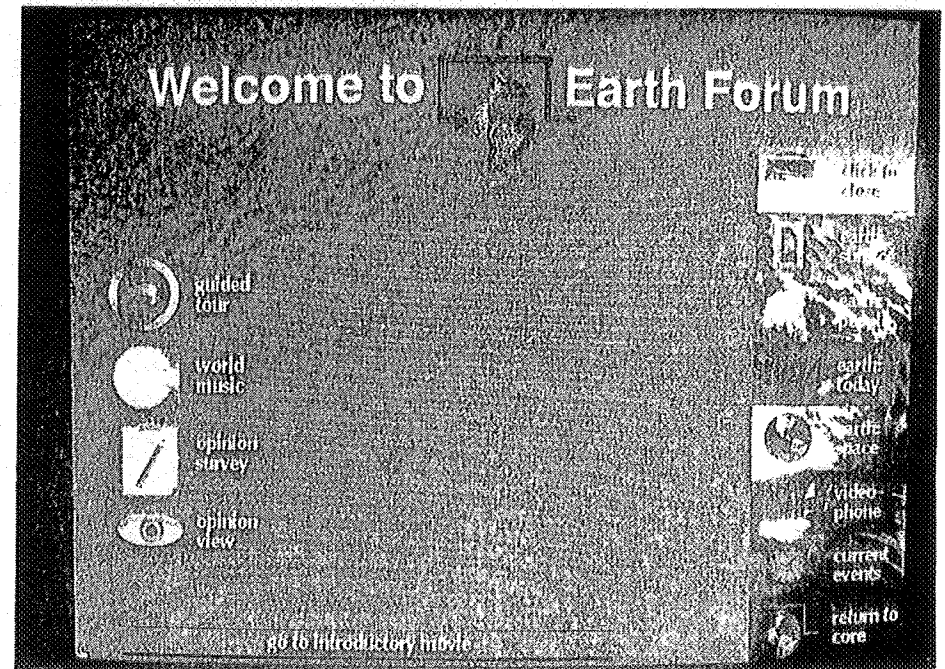 Welcome to Earth Forum
click to
close
guided
tour
world
music
opinion
survey
opinion
view
earth
today
space
video-
phone
current
events
return to
core
go to introductory movie